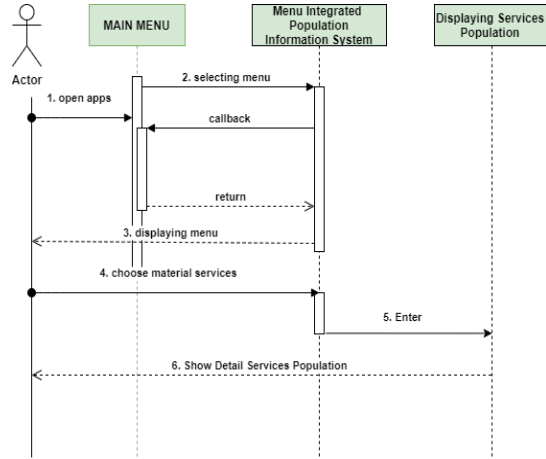 MAIN MENU
Menu Integrated
Population
Information System
Displaying Services
Population
Actor
2. selecting menu
1. open apps
callback
return
3. displaying menu
4. choose material services
5. Enter
6. Show Detail Services Population